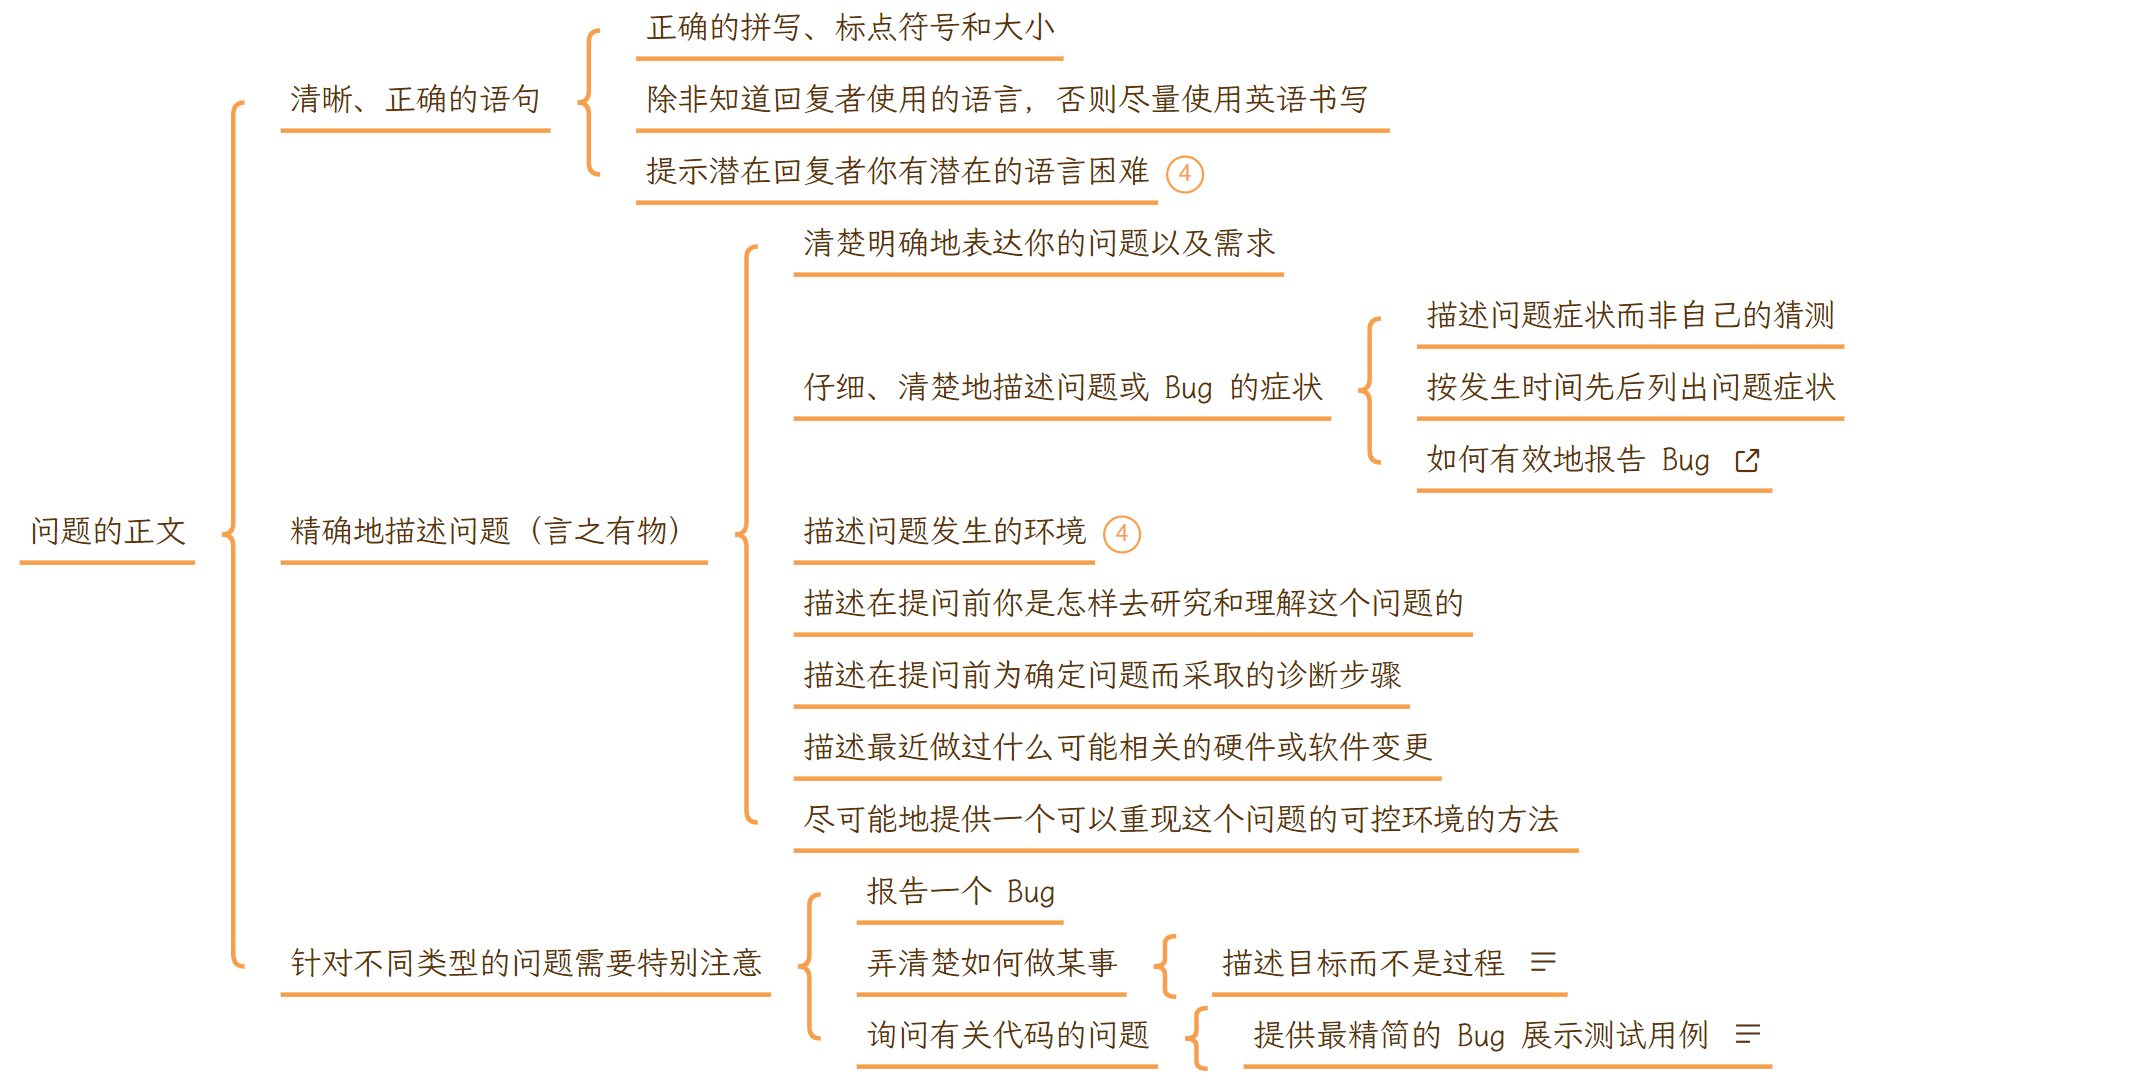 问题的正文
清晰、正确的语句
正确的拼写、标点符号和大小
除非知道回复者使用的语言，否则尽量使用英语书写
提示潜在回复者你有潜在的语言困难 4
精确地描述问题（言之有物）
清楚明确地表达你的问题以及需求
仔细、清楚地描述问题或 Bug 的症状
描述问题症状而非自己的猜测
按发生时间先后列出问题症状
如何有效地报告 Bug
描述问题发生的环境 4
描述在提问前你是怎样去研究和理解这个问题的
描述在提问前为确定问题而采取的诊断步骤
描述最近做过什么可能相关的硬件或软件变更
尽可能地提供一个可以重现这个问题的可控环境的方法
针对不同类型的问题需要特别注意
报告一个 Bug
弄清楚如何做某事
描述目标而不是过程
询问有关代码的问题
提供最精简的 Bug 展示测试用例